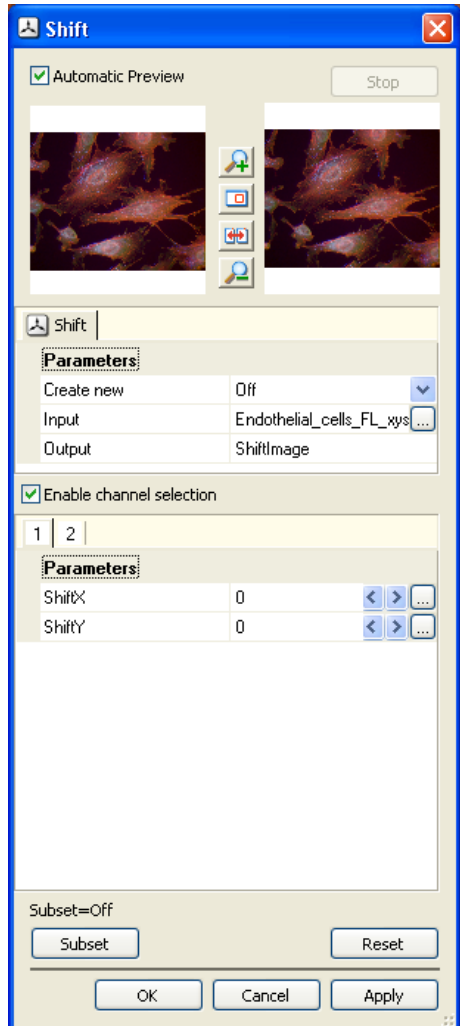 Shift
Automatic Preview
Stop
Shift
Parameters
Create new Off
Input Endothelial_cells_FL_xys ...
Output ShiftImage
Enable channel selection
1 2
Parameters
ShiftX 0 < > ...
ShiftY 0 < > ...
Subset=Off
Subset Reset
OK Cancel Apply